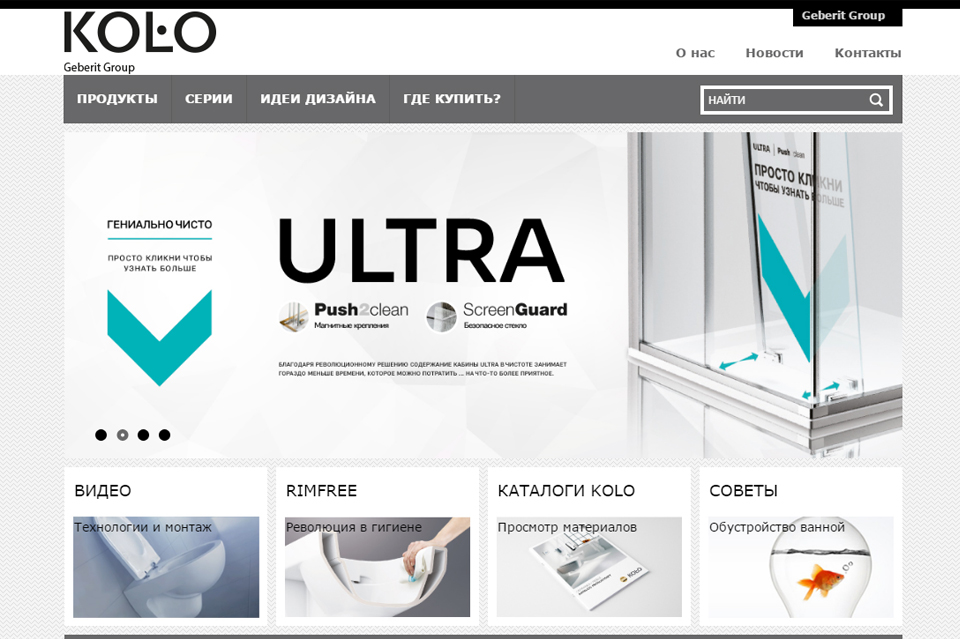 Geberit Group
KOŁO
Geberit Group
О нас
Новости
Контакты
ПРОДУКТЫ
СЕРИИ
ИДЕИ ДИЗАЙНА
ГДЕ КУПИТЬ?
НАЙТИ
ГЕНИАЛЬНО ЧИСТО
ПРОСТО КЛИКНИ ЧТОБЫ
УЗНАТЬ БОЛЬШЕ
ULTRA
Push2clean
Магнитные крепления
ScreenGuard
Безопасное стекло
БЛАГОДАРЯ РЕВОЛЮЦИОННОМУ РЕШЕНИЮ СОДЕРЖАНИЕ КАБИНЫ ULTRA В ЧИСТОТЕ ЗАНИМАЕТ
ГОРАЗДО МЕНЬШЕ ВРЕМЕНИ, КОТОРОЕ МОЖНО ПОТРАТИТЬ ... НА ЧТО-ТО БОЛЕЕ ПРИЯТНОЕ.
ULTRA | Push2clean
ПРОСТО КЛИКНИ
ЧТОБЫ УЗНАТЬ БОЛЬШЕ
ВИДЕО
Технологии и монтаж
RIMFREE
Революция в гигиене
КАТАЛОГИ KOLO
Просмотр материалов
KOŁO
СОВЕТЫ
Обустройство ванной